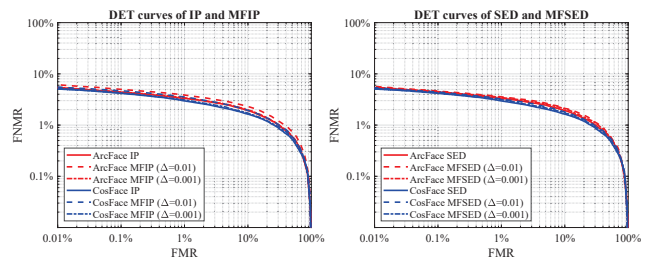 DET curves of IP and MFIP
100%
10%
1%
0.1%
FNMR
ArcFace IP
ArcFace MFIP (Δ=0.01)
ArcFace MFIP (Δ=0.001)
CosFace IP
CosFace MFIP (Δ=0.01)
CosFace MFIP (Δ=0.001)
0.01% 0.1% 1% 10% 100%
FMR
DET curves of SED and MFSED
100%
10%
1%
0.1%
FNMR
ArcFace SED
ArcFace MFSED (Δ=0.01)
ArcFace MFSED (Δ=0.001)
CosFace SED
CosFace MFSED (Δ=0.01)
CosFace MFSED (Δ=0.001)
0.01% 0.1% 1% 10% 100%
FMR